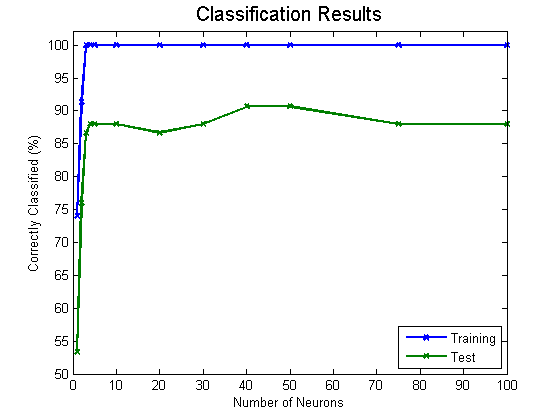 Classification Results
100
95
90
85
80
75
70
65
60
55
50
Correctly Classified (%)
0 10 20 30 40 50 60 70 80 90 100
Number of Neurons
Training
Test